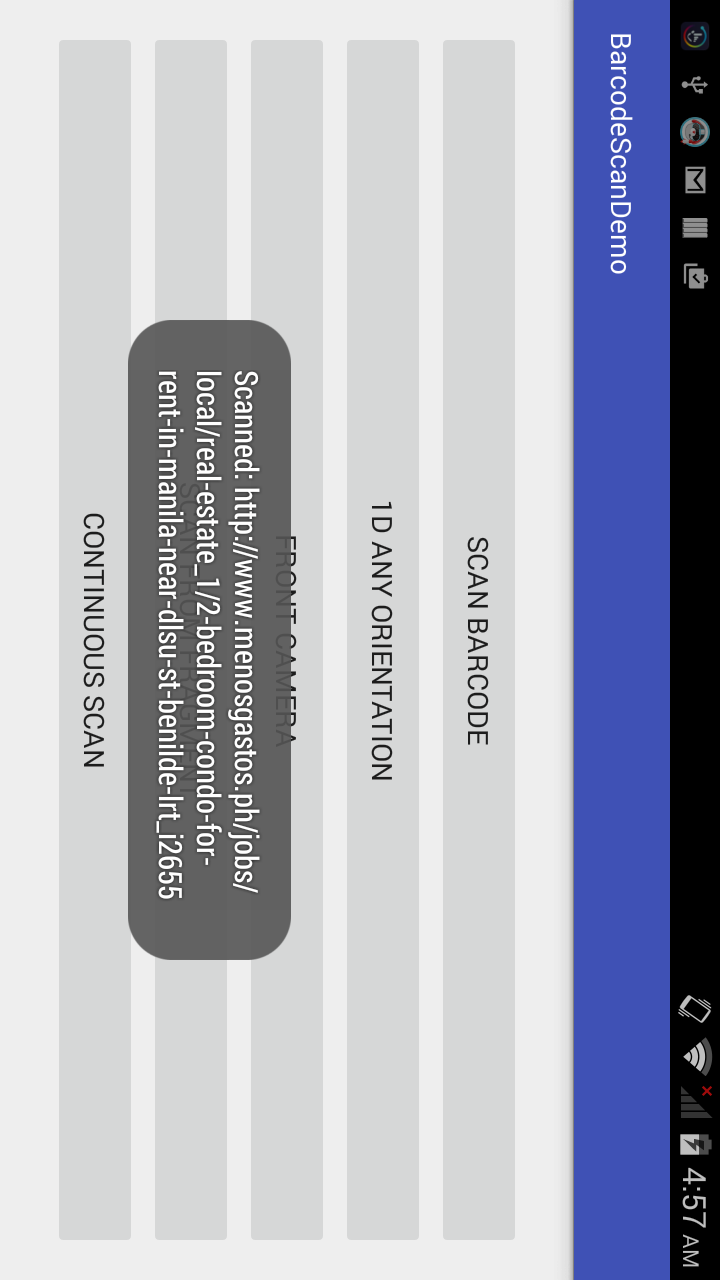 4:57 AM
BarcodeScanDemo
SCAN BARCODE
1D ANY ORIENTATION
FRONT CAMERA
SCAN FROM FRAGMENT
Scanned: http://www.menosgastos.ph/jobs/
local/real-estate_1/2-bedroom-condo-for-
rent-in-manila-near-dlsu-st-benilde-lrt_i2655
CONTINUOUS SCAN